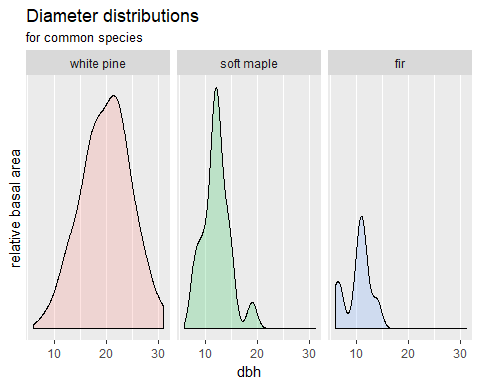 Diameter distributions
for common species
white pine soft maple fir
relative basal area
10 20 30 10 20 30 10 20 30
dbh